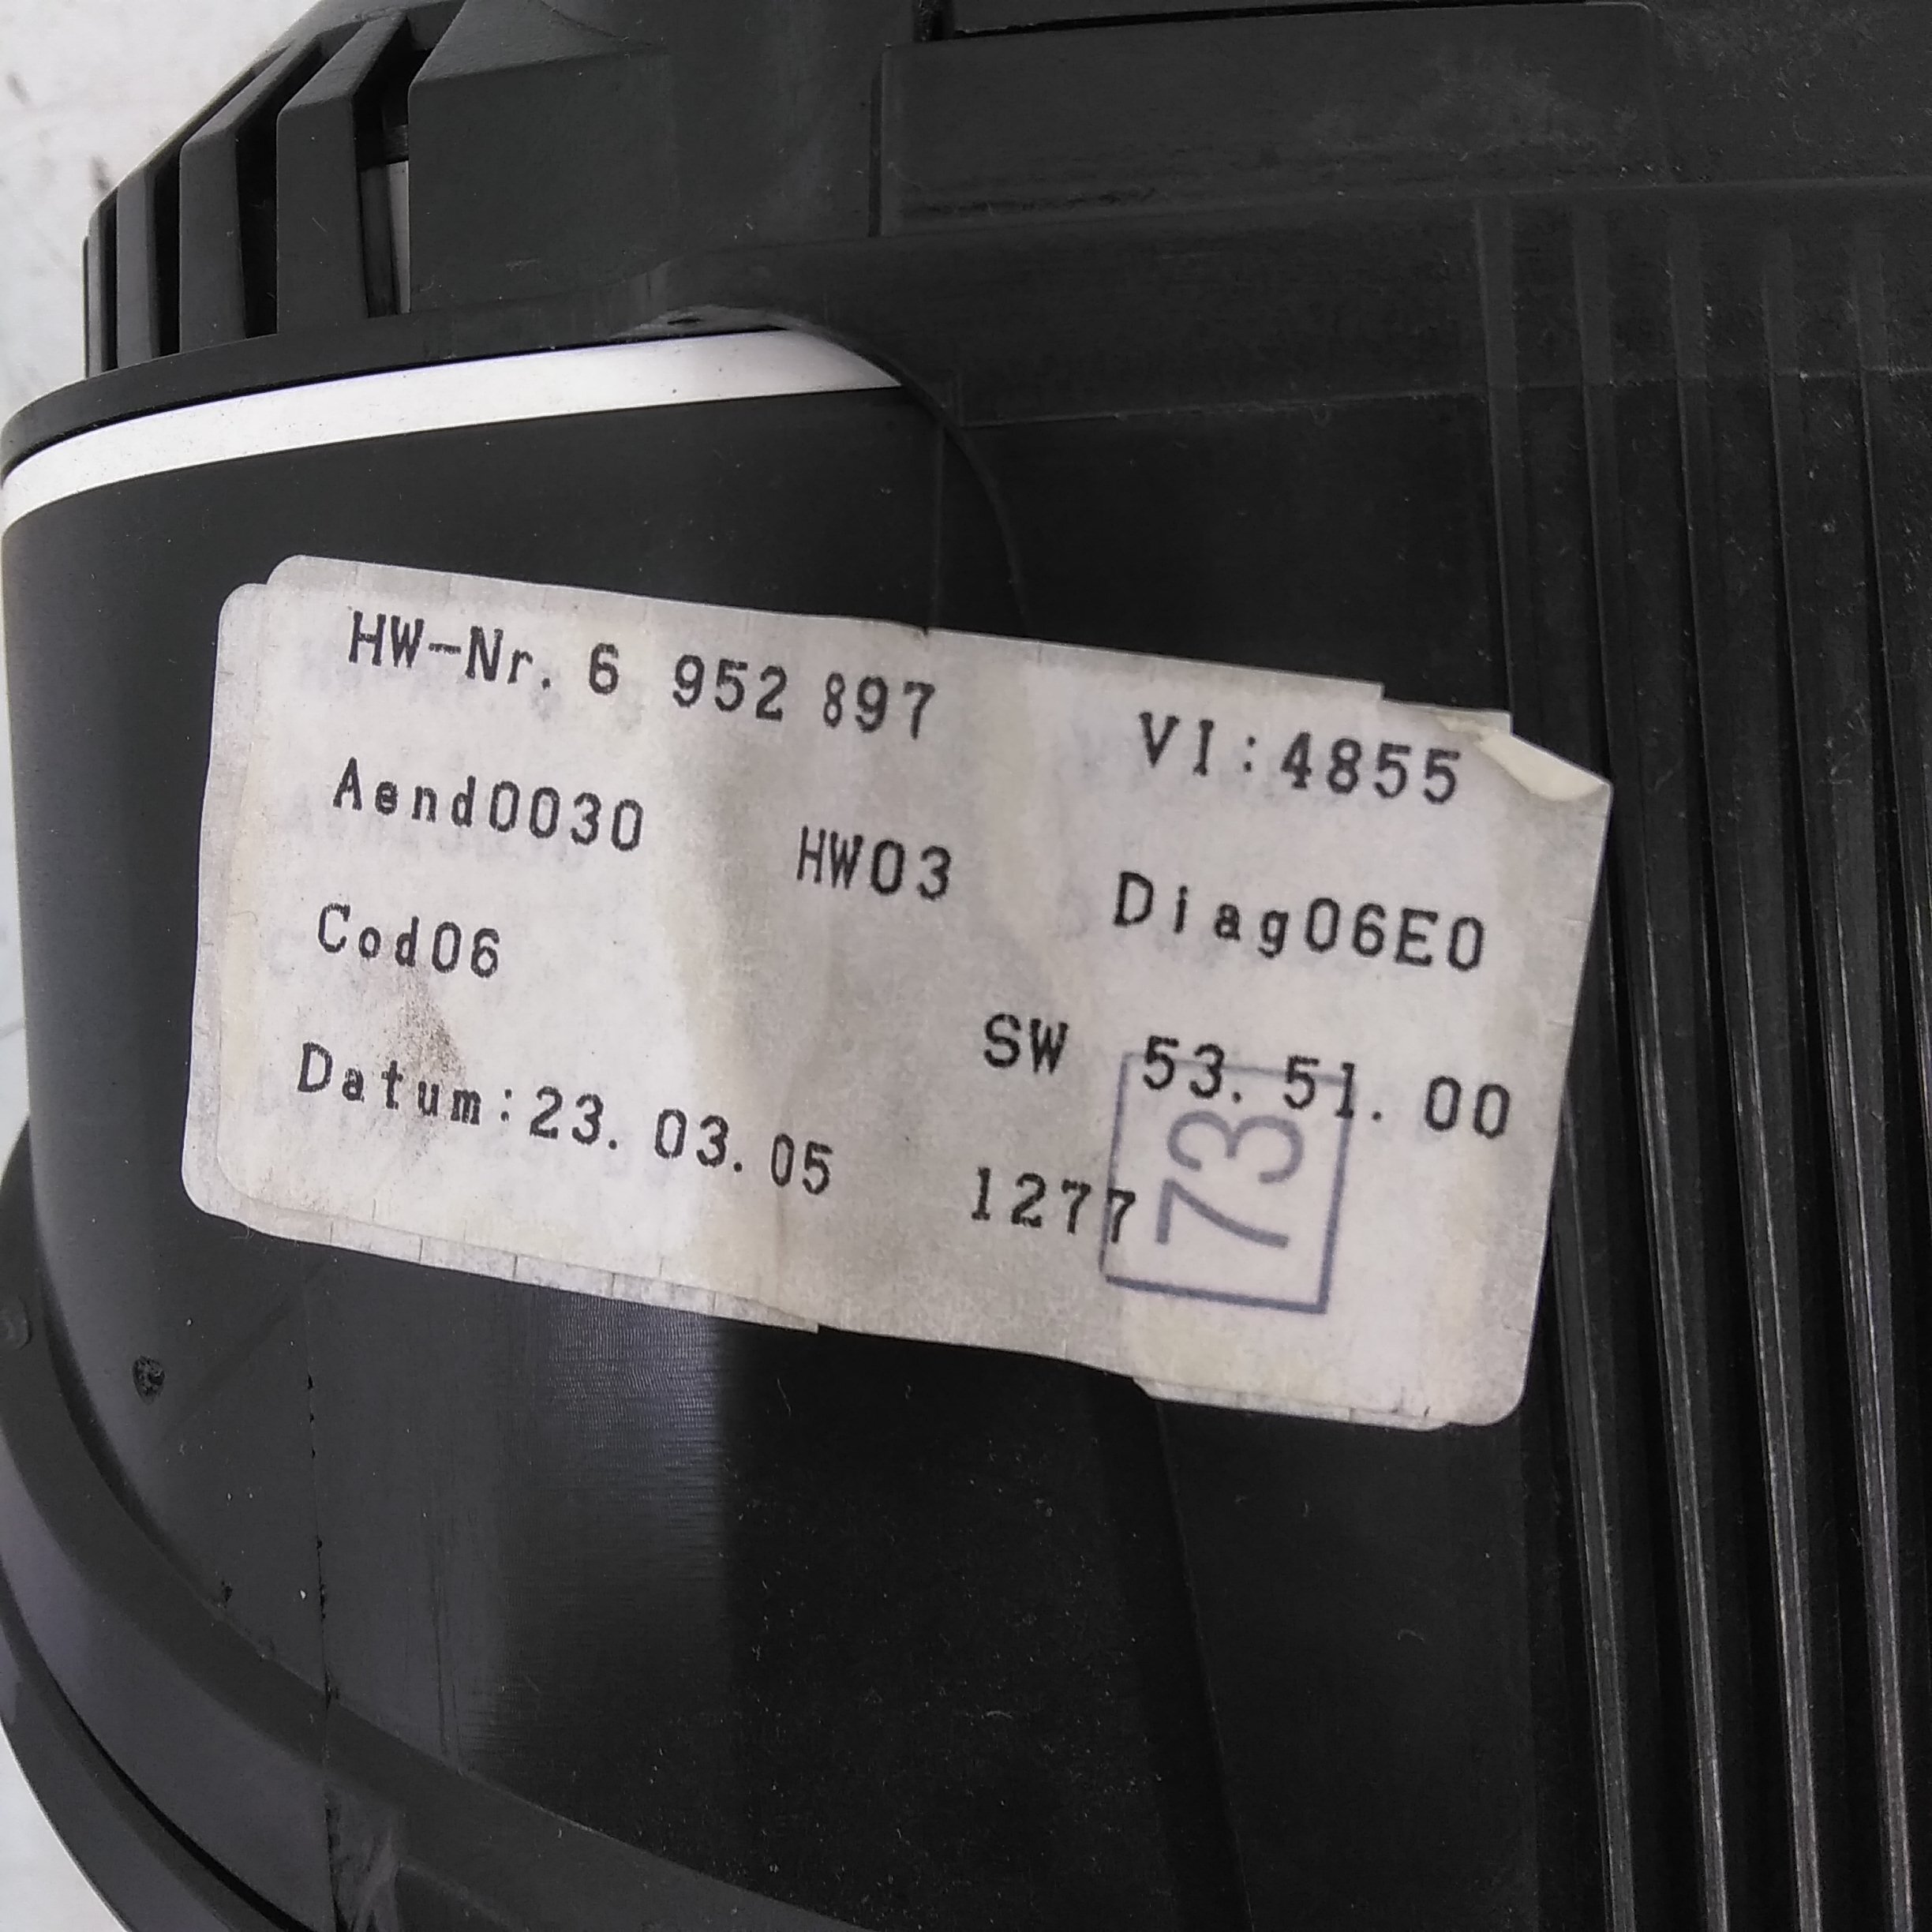 HW-Nr. 6 952 897 VI:4855
Aend0030 HW03 Diag06E0
Cod06 SW 53.51.00
Datum:23.03.05 1277
73